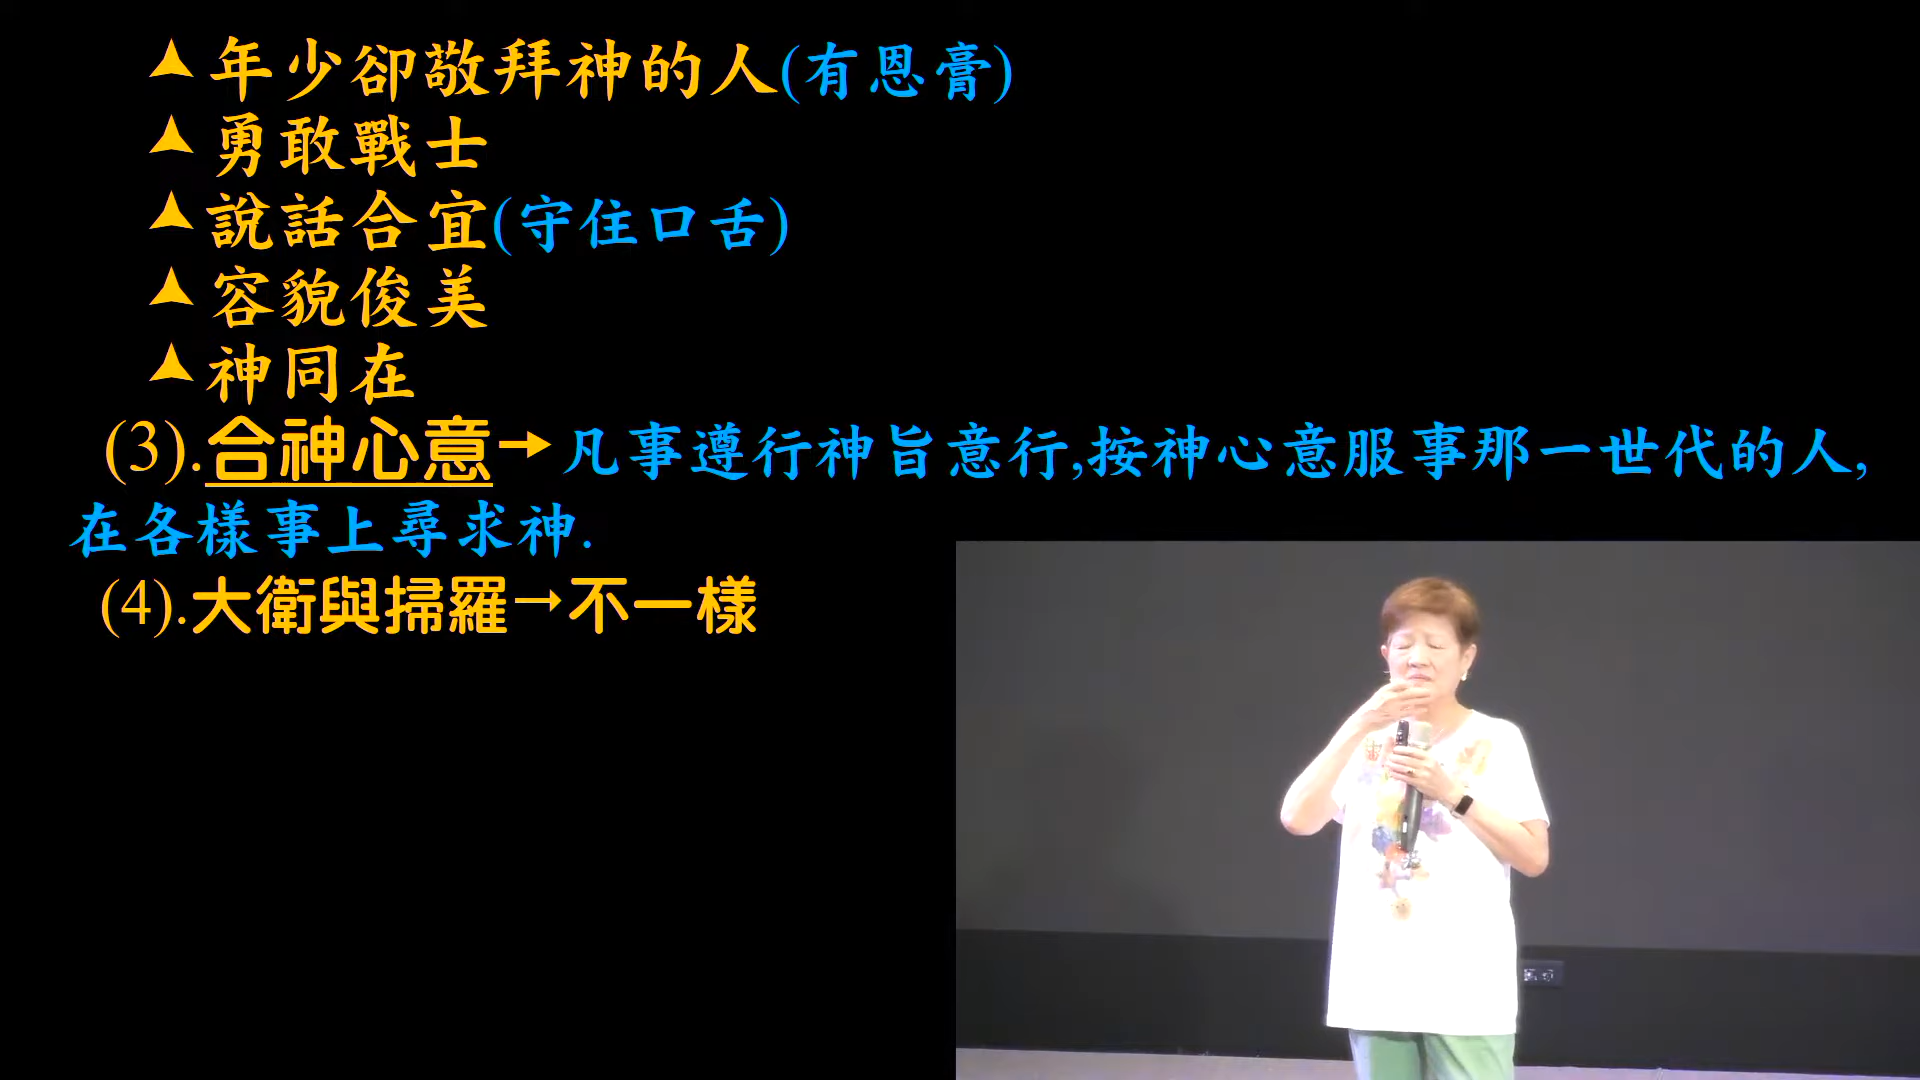 ▲年少卻敬拜神的人(有恩膏)
▲勇敢戰士
▲說話合宜(守住口舌)
▲容貌俊美
▲神同在
(3).合神心意→凡事遵行神旨意行,按神心意服事那一世代的人,
在各樣事上尋求神.
(4).大衛與掃羅→不一樣